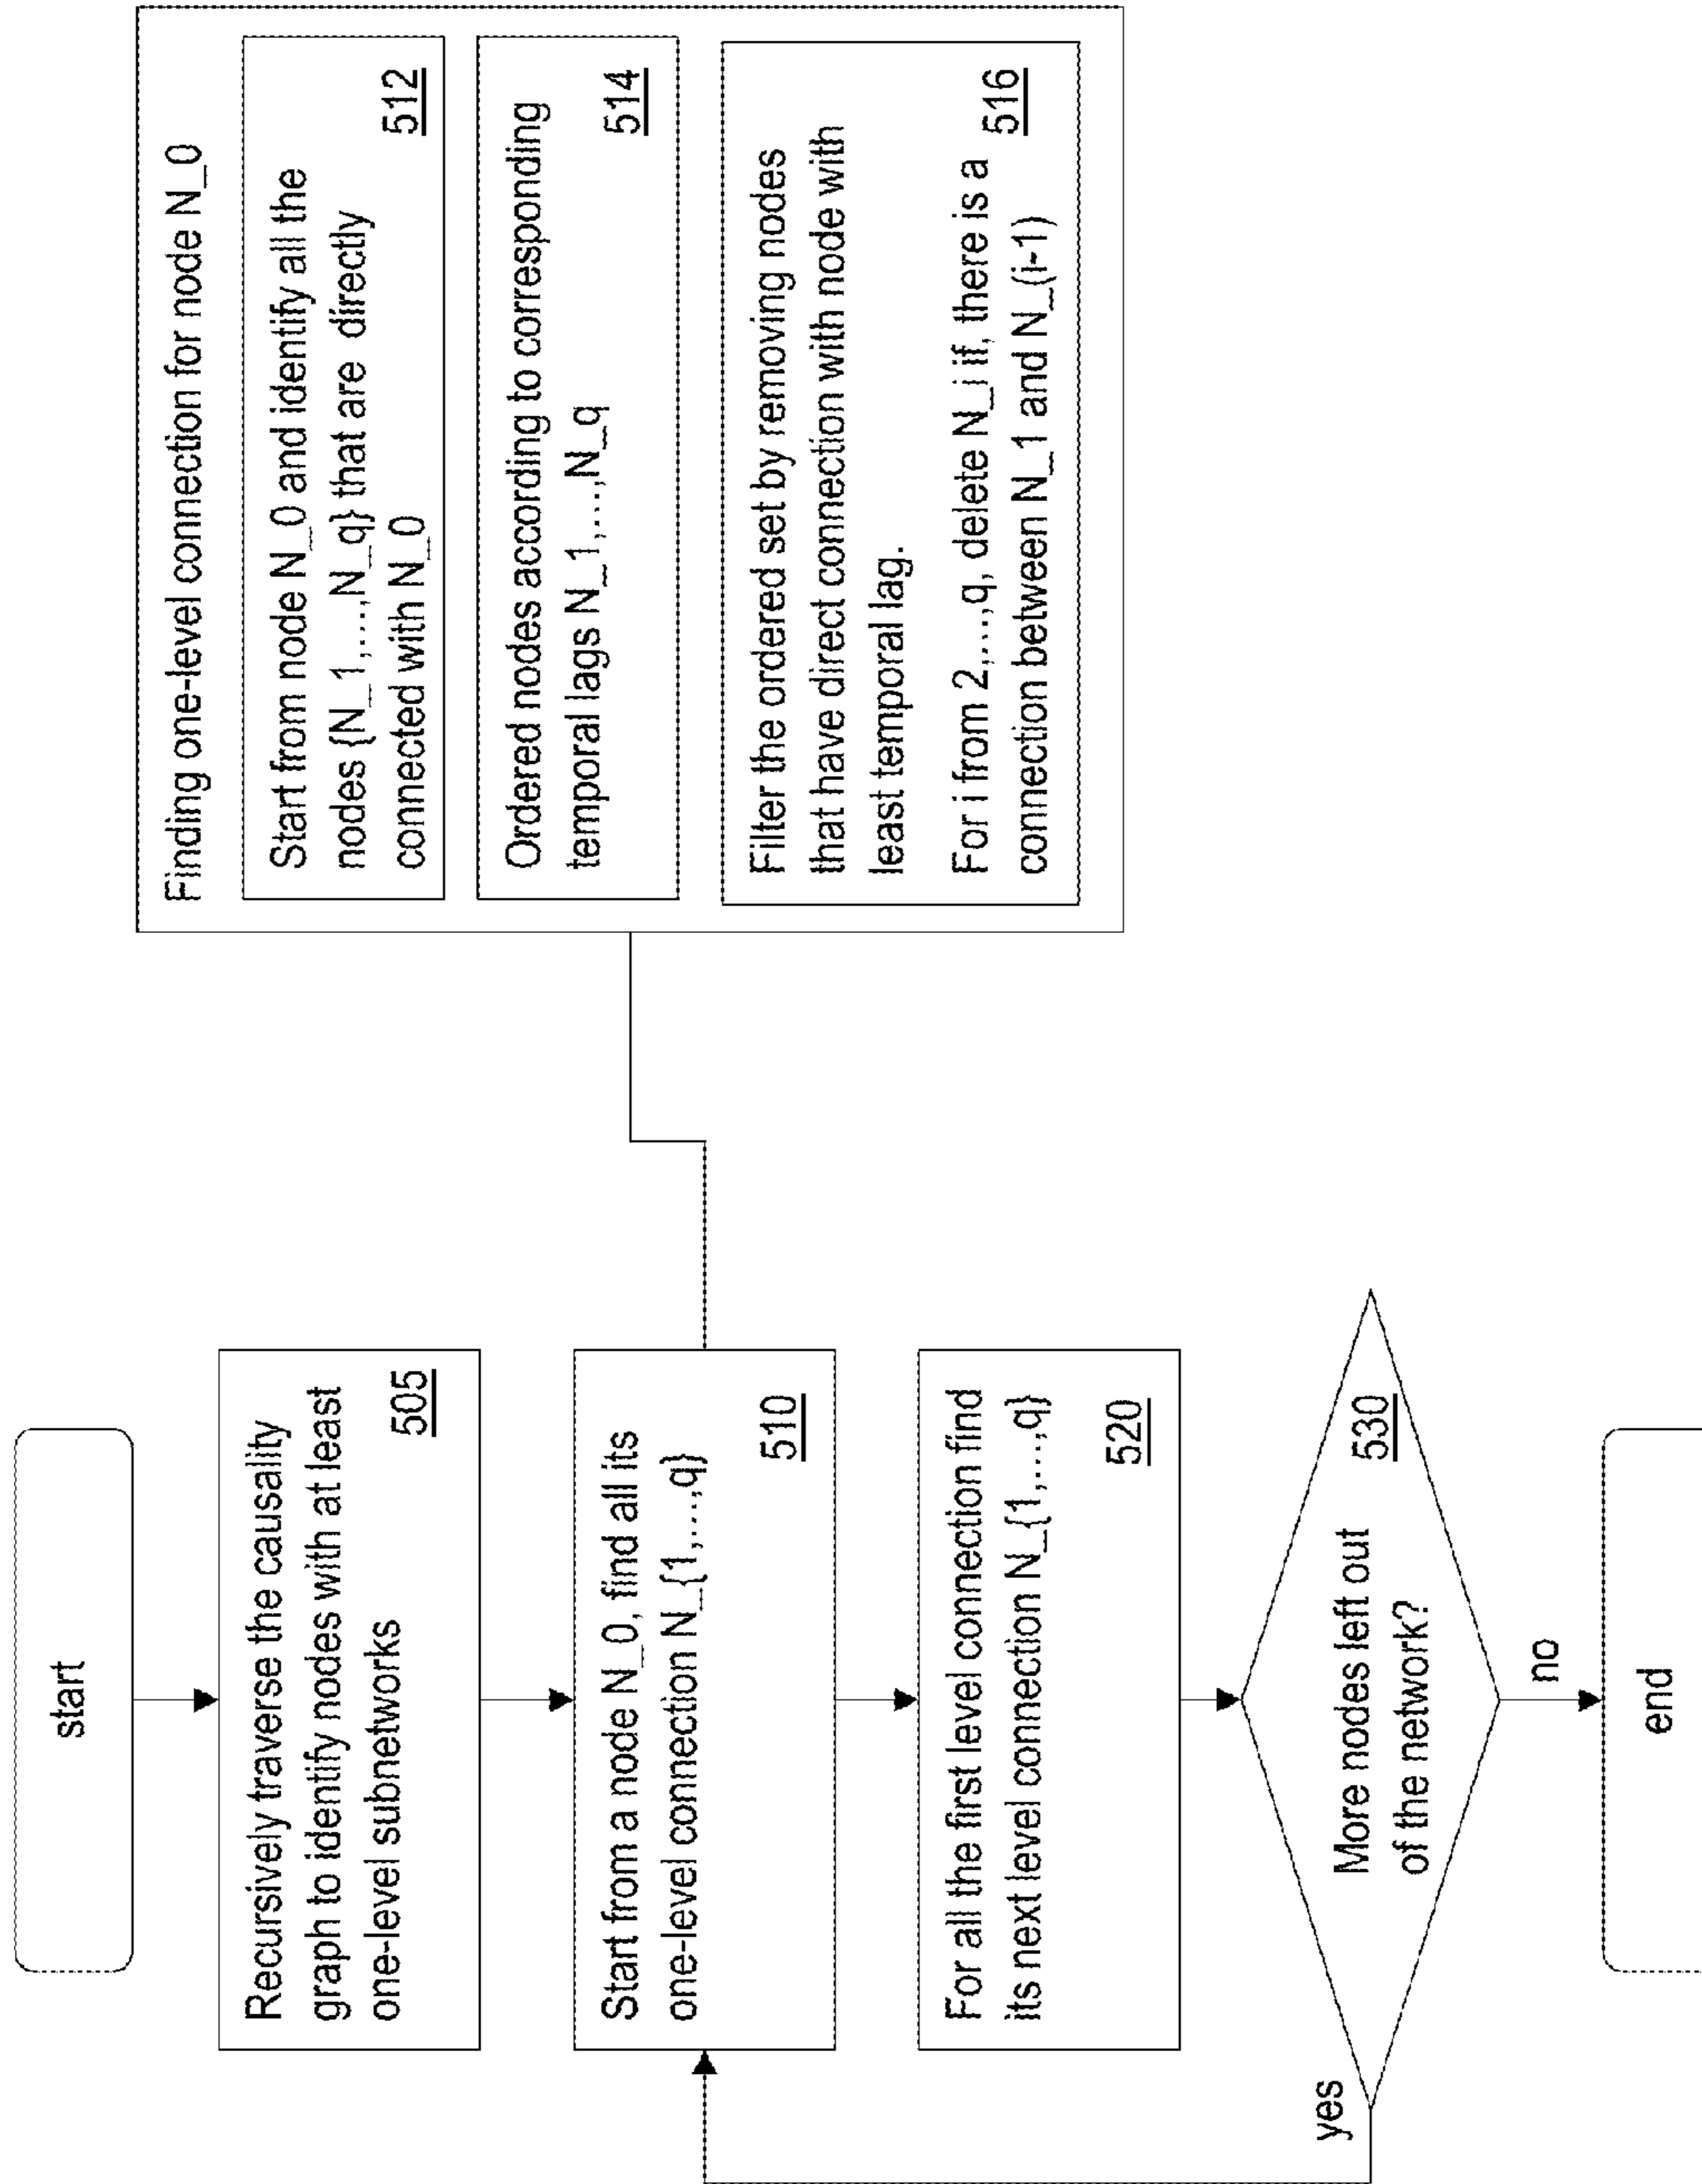 start
Recursively traverse the causality
graph to identify nodes with at least
one-level subnetworks
505
Start from a node N_0, find all its
one-level connection N_{1,...,q}
510
For all the first level connection find
its next level connection N_{1,...,q}
520
More nodes left out
of the network?
530
yes
no
end
Finding one-level connection for node N_0
Start from node N_0 and identify all the
nodes {N_1,...,N_q} that are directly
connected with N_0
512
Ordered nodes according to corresponding
temporal lags N_1,...,N_q
514
Filter the ordered set by removing nodes
that have direct connection with node with
least temporal lag.
For i from 2,...,q, delete N_i if, there is a
connection between N_1 and N_(i-1)
516